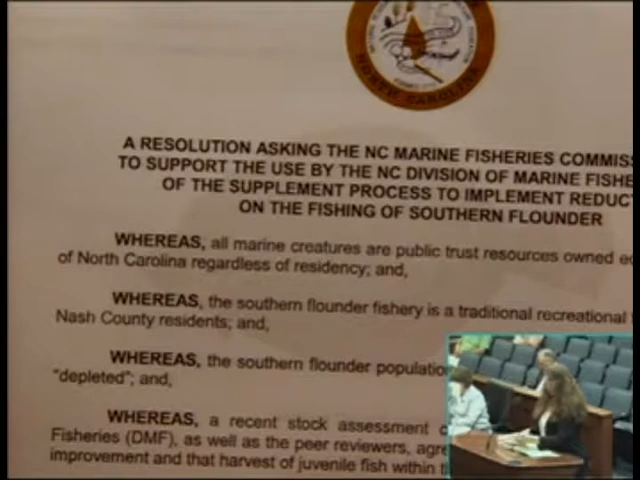 NORTH CAROLINA
A RESOLUTION ASKING THE NC MARINE FISHERIES COMMISS
TO SUPPORT THE USE BY THE NC DIVISION OF MARINE FISHE
OF THE SUPPLEMENT PROCESS TO IMPLEMENT REDUCT
ON THE FISHING OF SOUTHERN FLOUNDER
WHEREAS, all marine creatures are public trust resources owned e
of North Carolina regardless of residency; and,
WHEREAS, the southern flounder fishery is a traditional recreational
Nash County residents; and,
WHEREAS, the southern flounder populatio
"depleted"; and,
WHEREAS, a recent stock assessment
Fisheries (DMF), as well as the peer reviewers, agre
improvement and that harvest of juvenile fish within